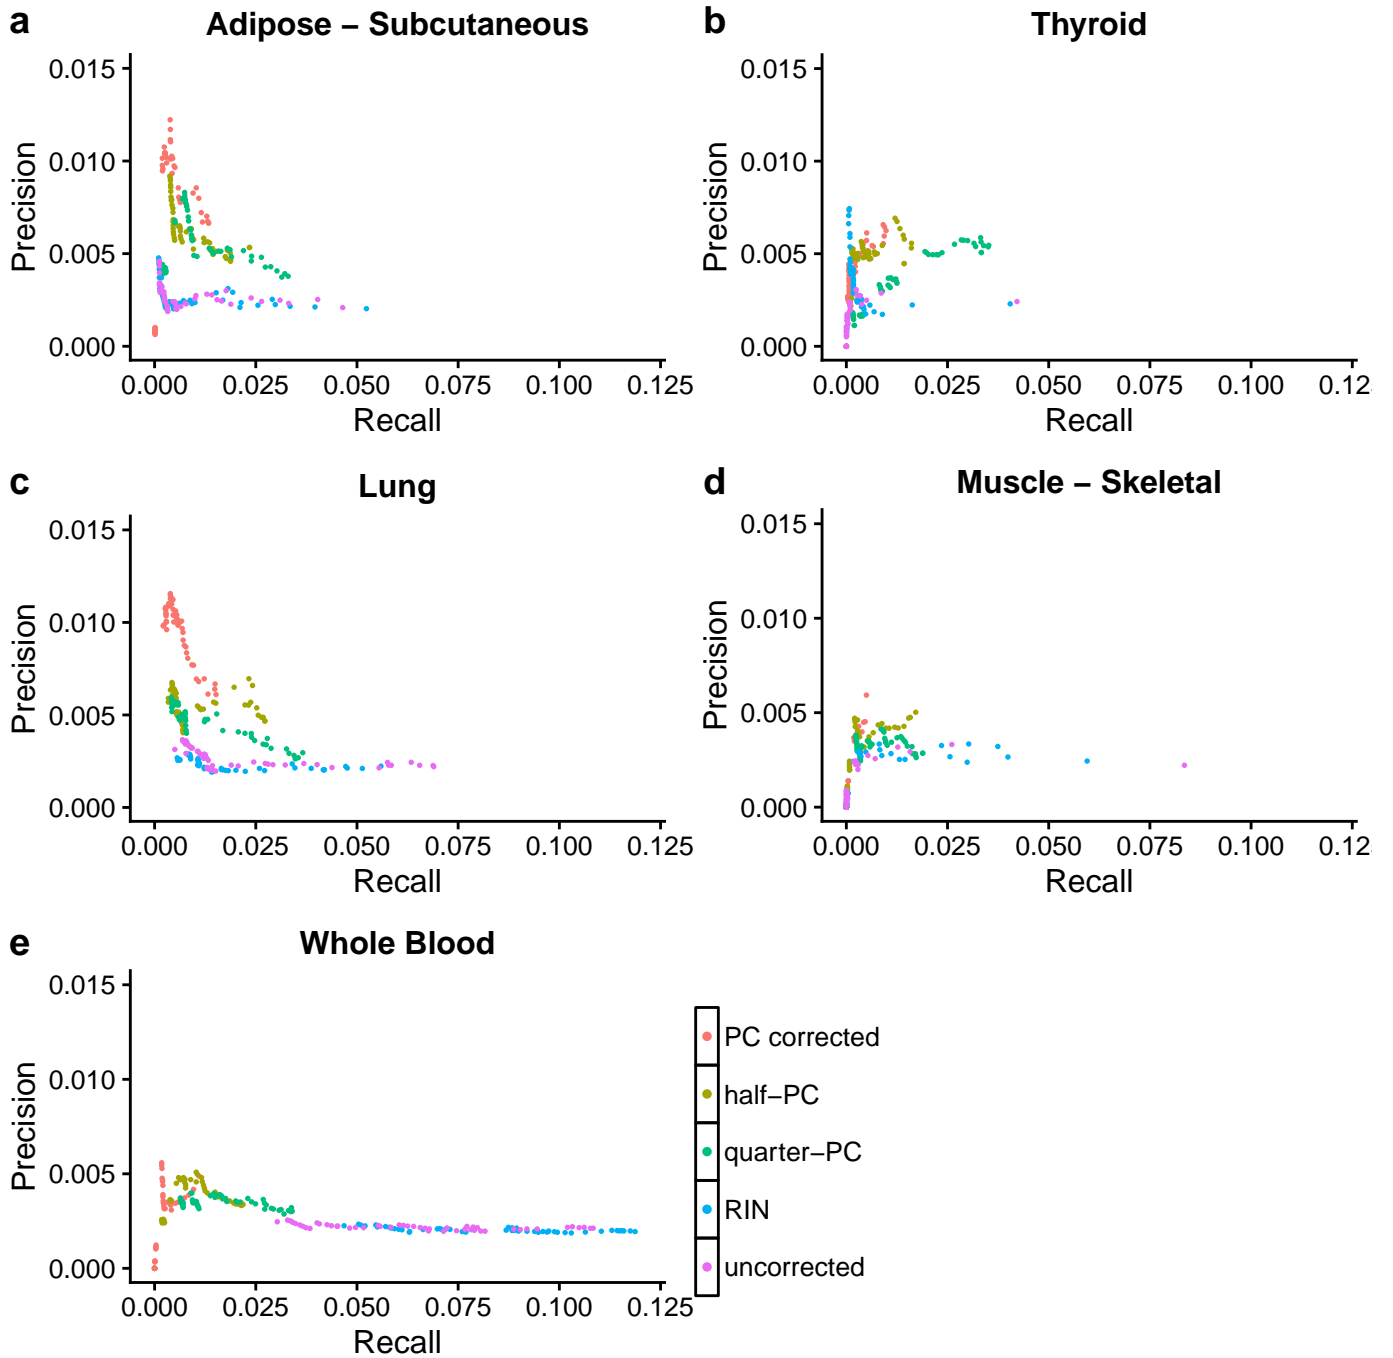 a
Adipose – Subcutaneous
0.015
0.010
0.005
0.000
Precision
0.000 0.025 0.050 0.075 0.100 0.125
Recall
b
Thyroid
0.015
0.010
0.005
0.000
Precision
0.000 0.025 0.050 0.075 0.100 0.12
Recall
c
Lung
0.015
0.010
0.005
0.000
Precision
0.000 0.025 0.050 0.075 0.100 0.125
Recall
d
Muscle – Skeletal
0.015
0.010
0.005
0.000
Precision
0.000 0.025 0.050 0.075 0.100 0.12
Recall
e
Whole Blood
0.015
0.010
0.005
0.000
Precision
0.000 0.025 0.050 0.075 0.100 0.125
Recall
PC corrected
half–PC
quarter–PC
RIN
uncorrected